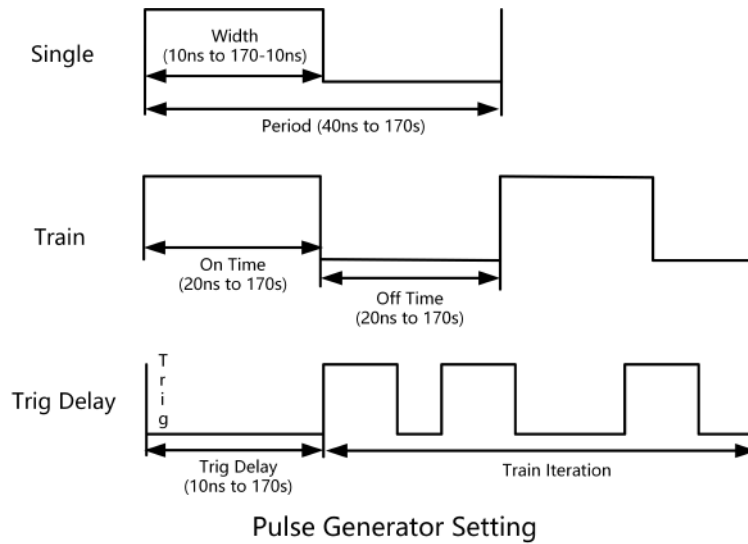 Single
Width
(10ns to 170-10ns)
Period (40ns to 170s)
Train
On Time
(20ns to 170s)
Off Time
(20ns to 170s)
Trig Delay
Trig
Trig Delay
(10ns to 170s)
Train Iteration
Pulse Generator Setting